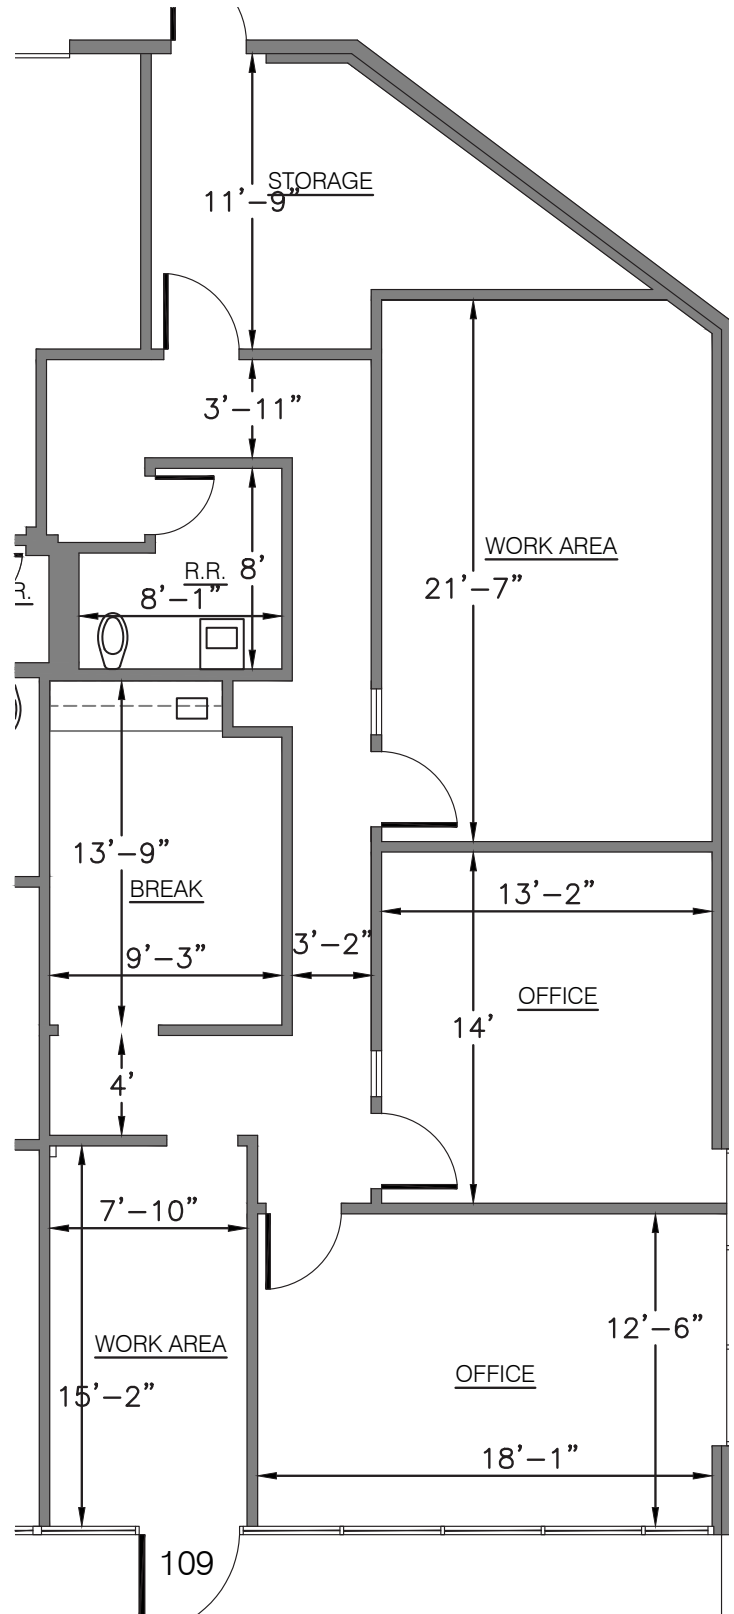 STORAGE
11'-9"
3'-11"
WORK AREA
R.R.
8'
8'-1"
R.
21'-7"
13'-9"
BREAK
13'-2"
3'-2"
9'-3"
OFFICE
14'
4'
7'-10"
12'-6"
WORK AREA
OFFICE
15'-2"
18'-1"
109